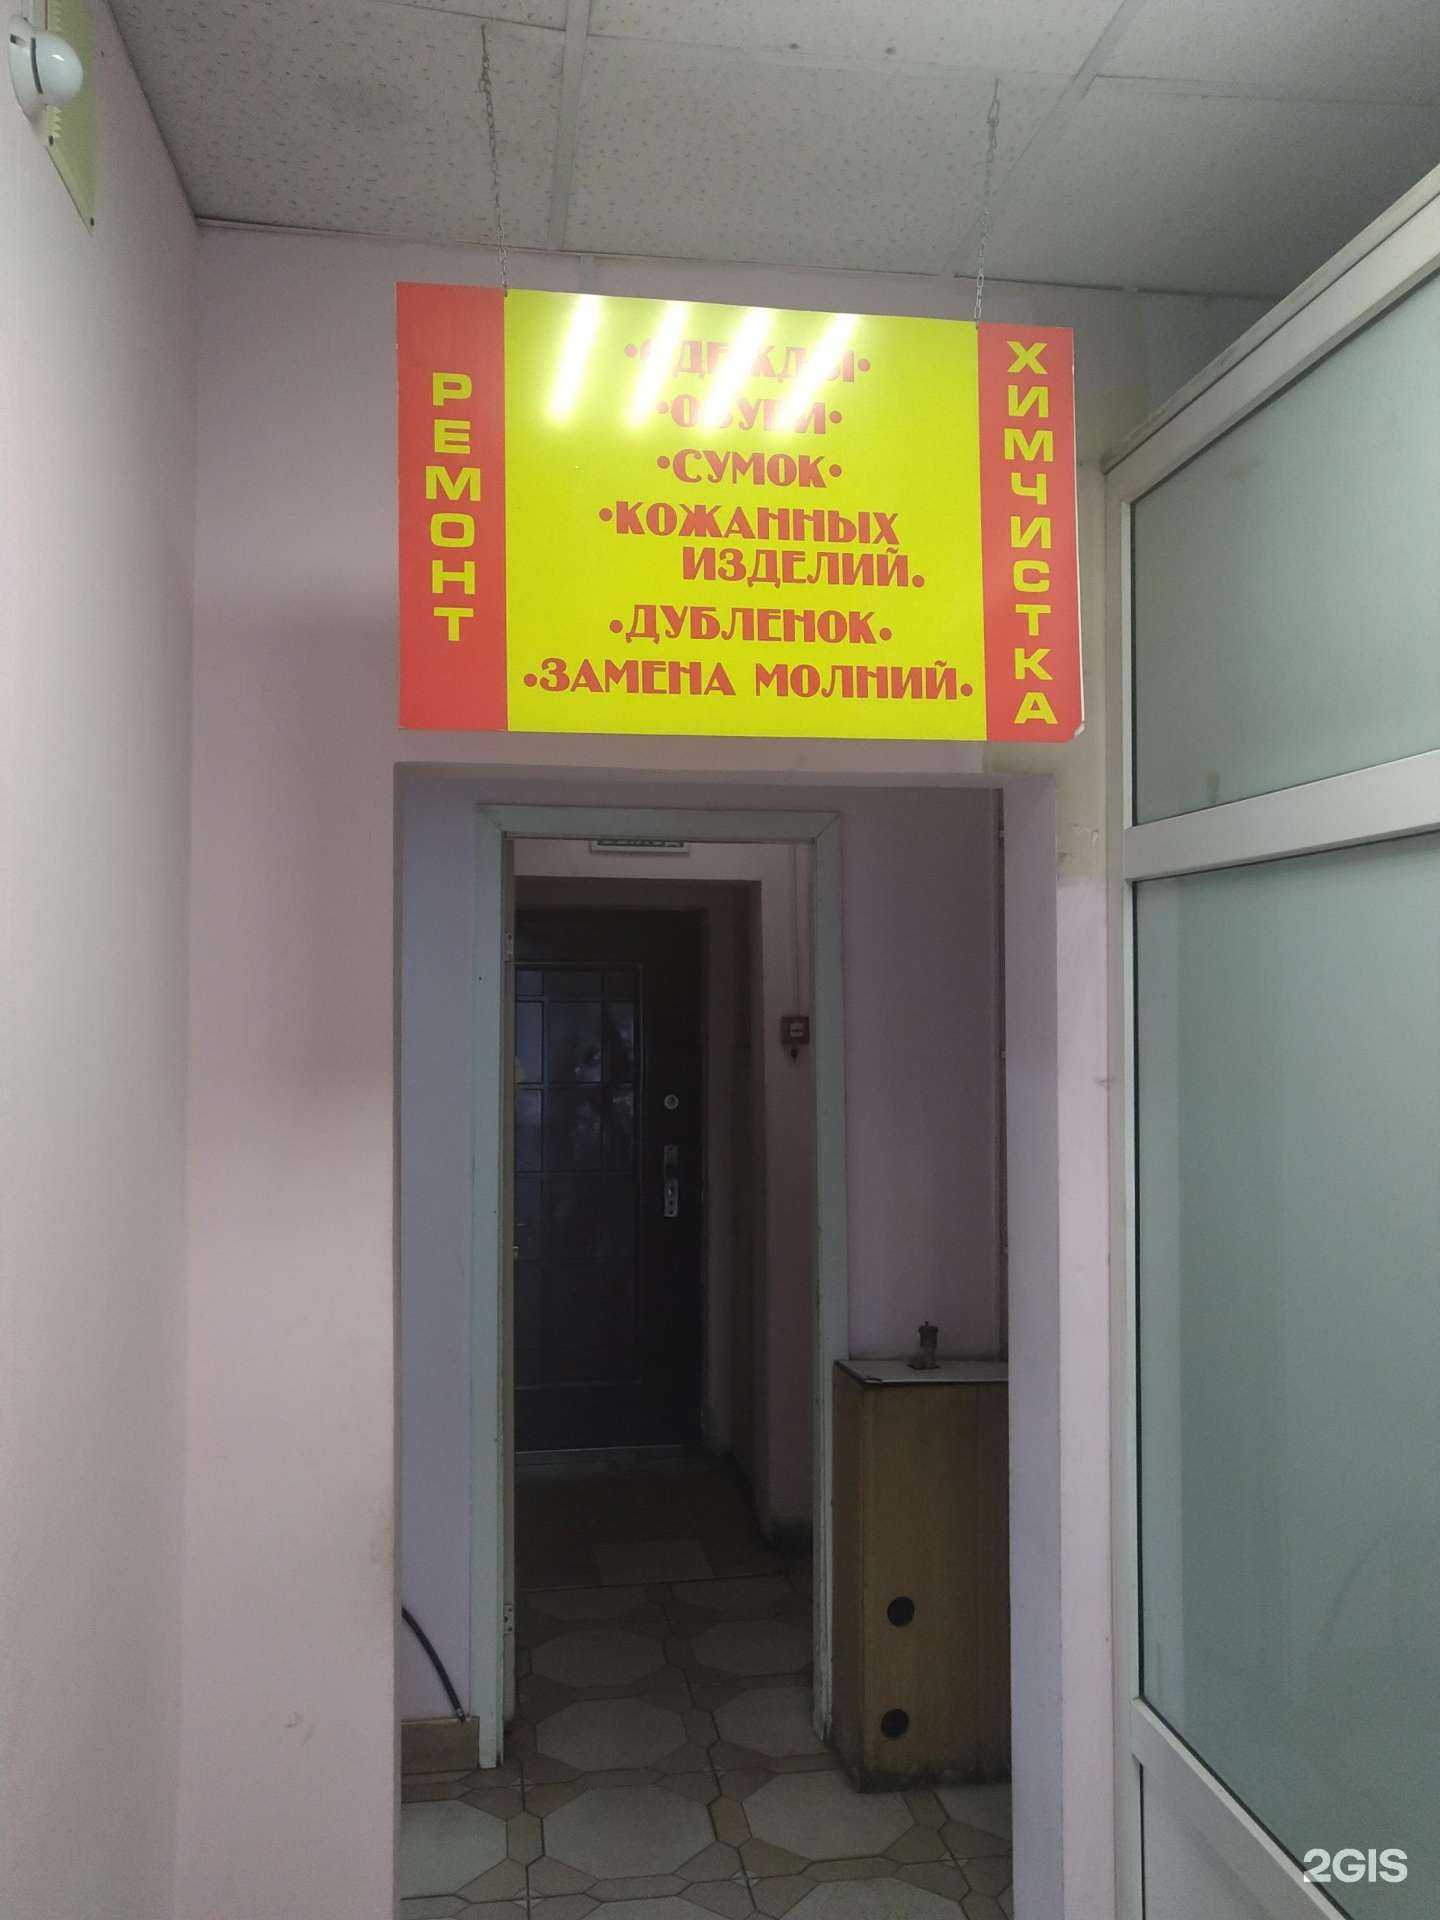 РЕМОНТ
•ОДЕЖДЫ•
•ОБУВИ•
•СУМОК•
•КОЖАННЫХ
ИЗДЕЛИЙ.
•ДУБЛЕНОК•
•ЗАМЕНА МОЛНИЙ•
ХИМЧИСТКА
2GIS